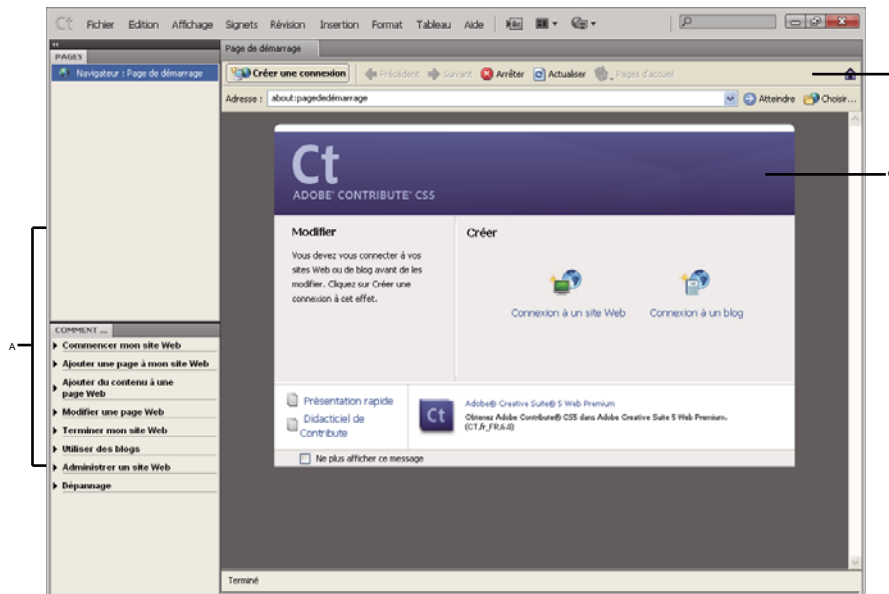 Ct Fichier Edition Affichage Signets Révision Insertion Format Tableau Aide
PAGES
Navigateur : Page de démarrage
Page de démarrage
Créer une connexion Précédent Suivant Arrêter Actualiser Pages d'accueil
Adresse : about:pagededémarrage Atteindre Choisir...
Ct
ADOBE® CONTRIBUTE® CS5
Modifier
Vous devez vous connecter à vos
sites Web ou de blog avant de les
modifier. Cliquez sur Créer une
connexion à cet effet.
Créer
Connexion à un site Web Connexion à un blog
A
COMMENT ...
Commencer mon site Web
Ajouter une page à mon site Web
Ajouter du contenu à une
page Web
Modifier une page Web
Terminer mon site Web
Utiliser des blogs
Administrer un site Web
Dépannage
Présentation rapide
Didacticiel de
Contribute
Ct
Adobe® Creative Suite® 5 Web Premium
Obtenez Adobe Contribute® CS5 dans Adobe Creative Suite 5 Web Premium.
(CT,fr_FR,6.0)
Ne plus afficher ce message
Terminé